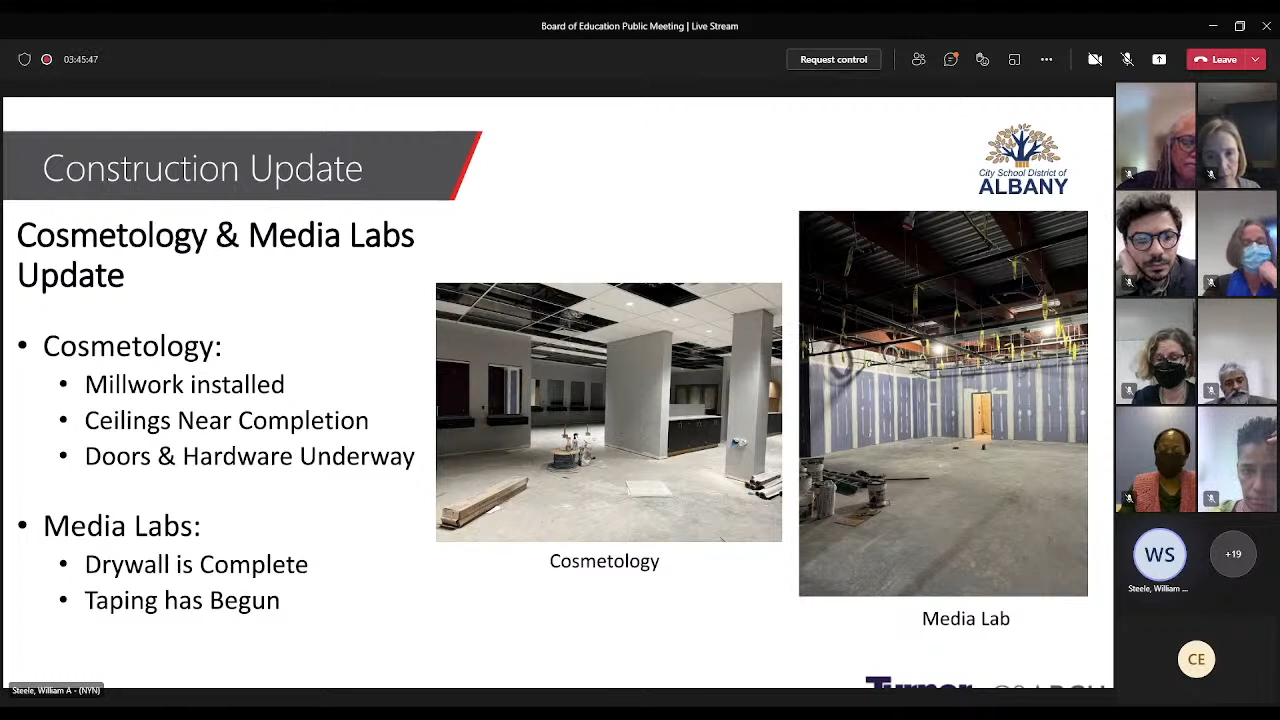 Board of Education Public Meeting | Live Stream
03:45:47
Request control
Leave
Construction Update
City School District of
ALBANY
Cosmetology & Media Labs
Update
• Cosmetology:
• Millwork installed
• Ceilings Near Completion
• Doors & Hardware Underway
• Media Labs:
• Drywall is Complete
• Taping has Begun
Cosmetology
Media Lab
WS
+19
Steele, William ...
CE
Steele, William A - (NYN)
Turner